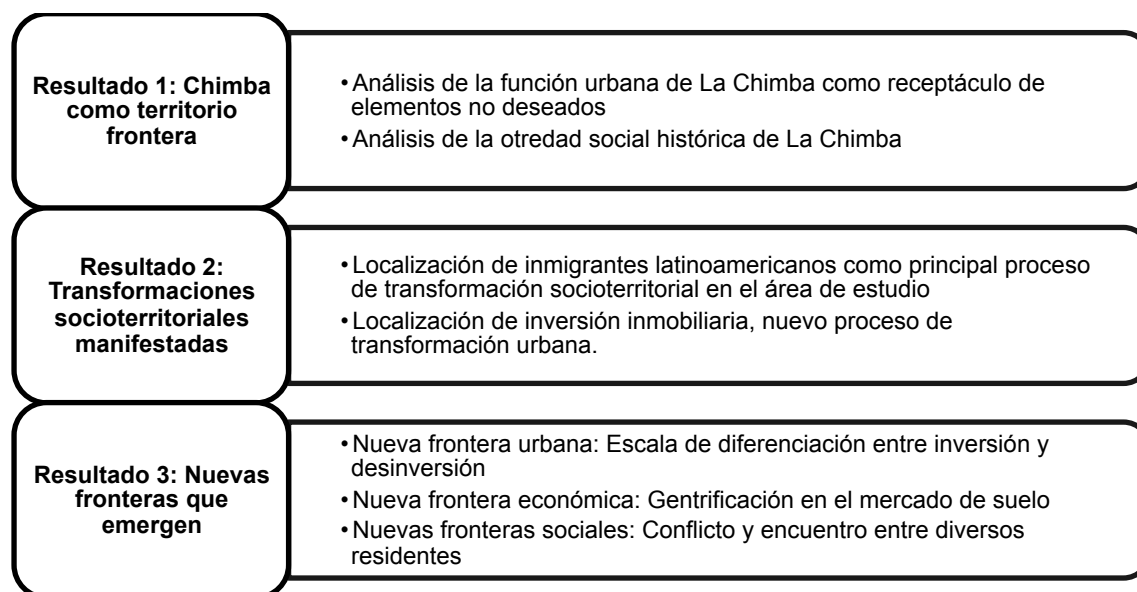 Resultado 1: Chimba
como territorio
frontera
•Análisis de la función urbana de La Chimba como receptáculo de
elementos no deseados
•Análisis de la otredad social histórica de La Chimba
Resultado 2:
Transformaciones
socioterritoriales
manifestadas
•Localización de inmigrantes latinoamericanos como principal proceso
de transformación socioterritorial en el área de estudio
•Localización de inversión inmobiliaria, nuevo proceso de
transformación urbana.
Resultado 3: Nuevas
fronteras que
emergen
•Nueva frontera urbana: Escala de diferenciación entre inversión y
desinversión
•Nueva frontera económica: Gentrificación en el mercado de suelo
•Nuevas fronteras sociales: Conflicto y encuentro entre diversos
residentes